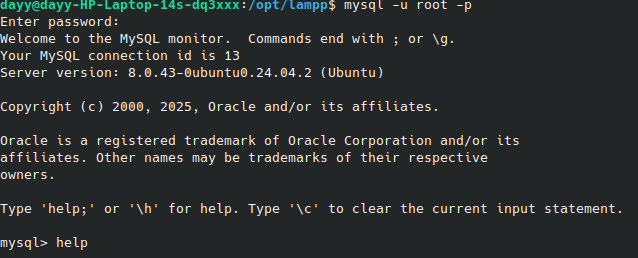 dayy@dayy-HP-Laptop-14s-dq3xxx:/opt/lampp$ mysql -u root -p
Enter password:
Welcome to the MySQL monitor.  Commands end with ; or \g.
Your MySQL connection id is 13
Server version: 8.0.43-0ubuntu0.24.04.2 (Ubuntu)

Copyright (c) 2000, 2025, Oracle and/or its affiliates.

Oracle is a registered trademark of Oracle Corporation and/or its
affiliates. Other names may be trademarks of their respective
owners.

Type 'help;' or '\h' for help. Type '\c' to clear the current input statement.

mysql> help